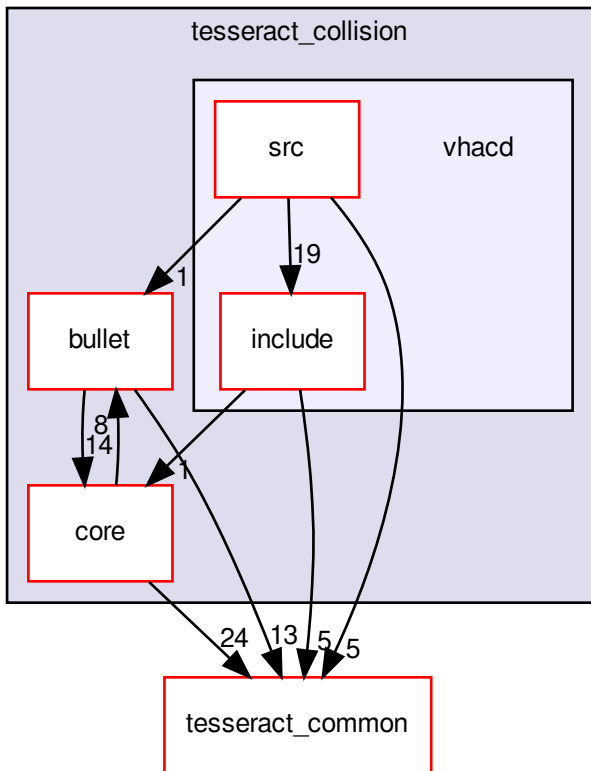 tesseract_collision
src
vhacd
19
1
bullet
include
8
14
1
core
24
13
5
5
tesseract_common